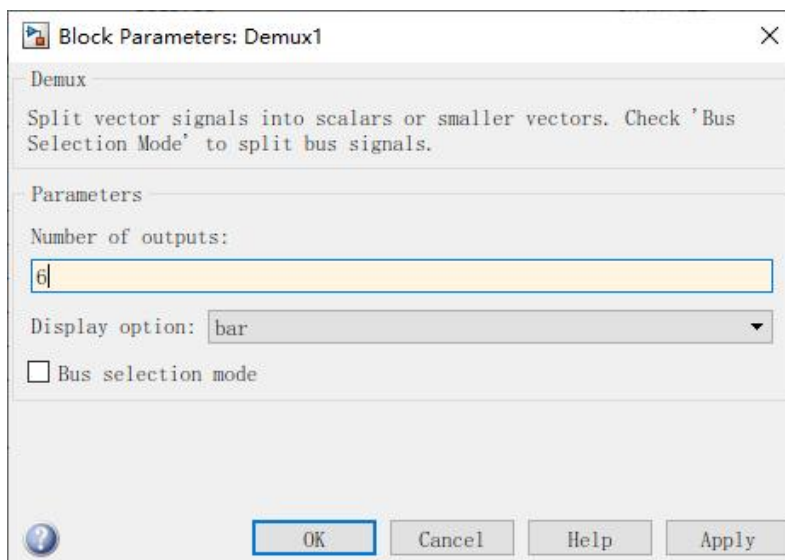 Block Parameters: Demux1
Demux
Split vector signals into scalars or smaller vectors. Check 'Bus
Selection Mode' to split bus signals.
Parameters
Number of outputs:
6
Display option: bar
Bus selection mode
OK Cancel Help Apply